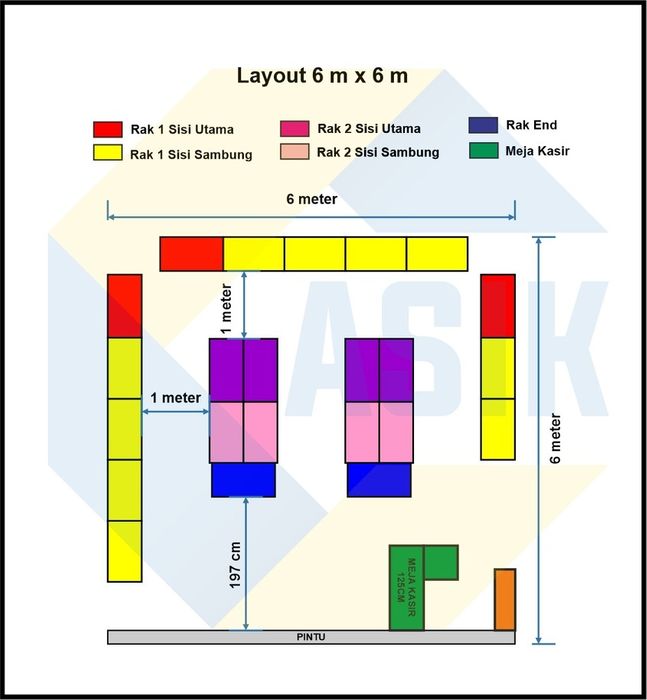 Layout 6 m x 6 m
Rak 1 Sisi Utama
Rak 2 Sisi Utama
Rak End
Rak 1 Sisi Sambung
Rak 2 Sisi Sambung
Meja Kasir
6 meter
1 meter
ASIK
1 meter
6 meter
197 cm
MEJA KASIR
125CM
PINTU